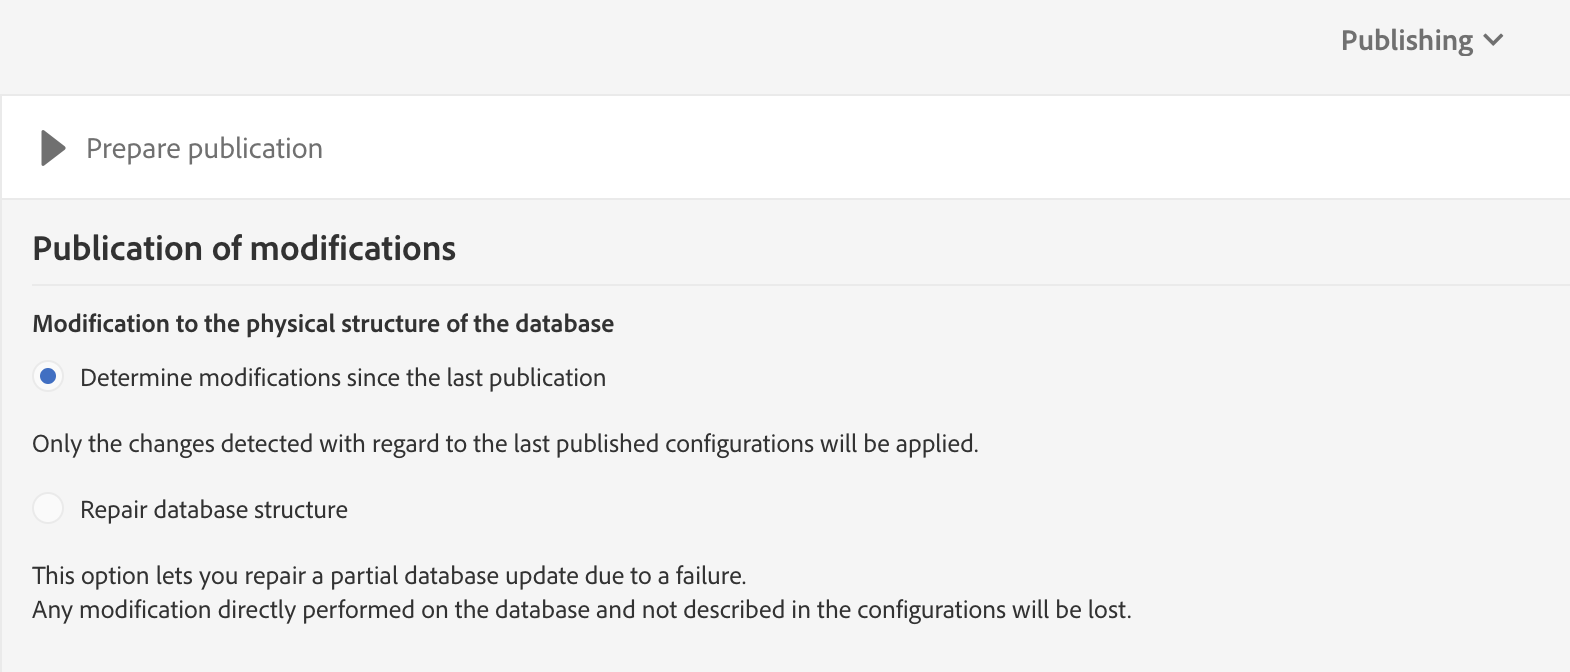 Publishing
Prepare publication
Publication of modifications
Modification to the physical structure of the database
Determine modifications since the last publication
Only the changes detected with regard to the last published configurations will be applied.
Repair database structure
This option lets you repair a partial database update due to a failure.
Any modification directly performed on the database and not described in the configurations will be lost.